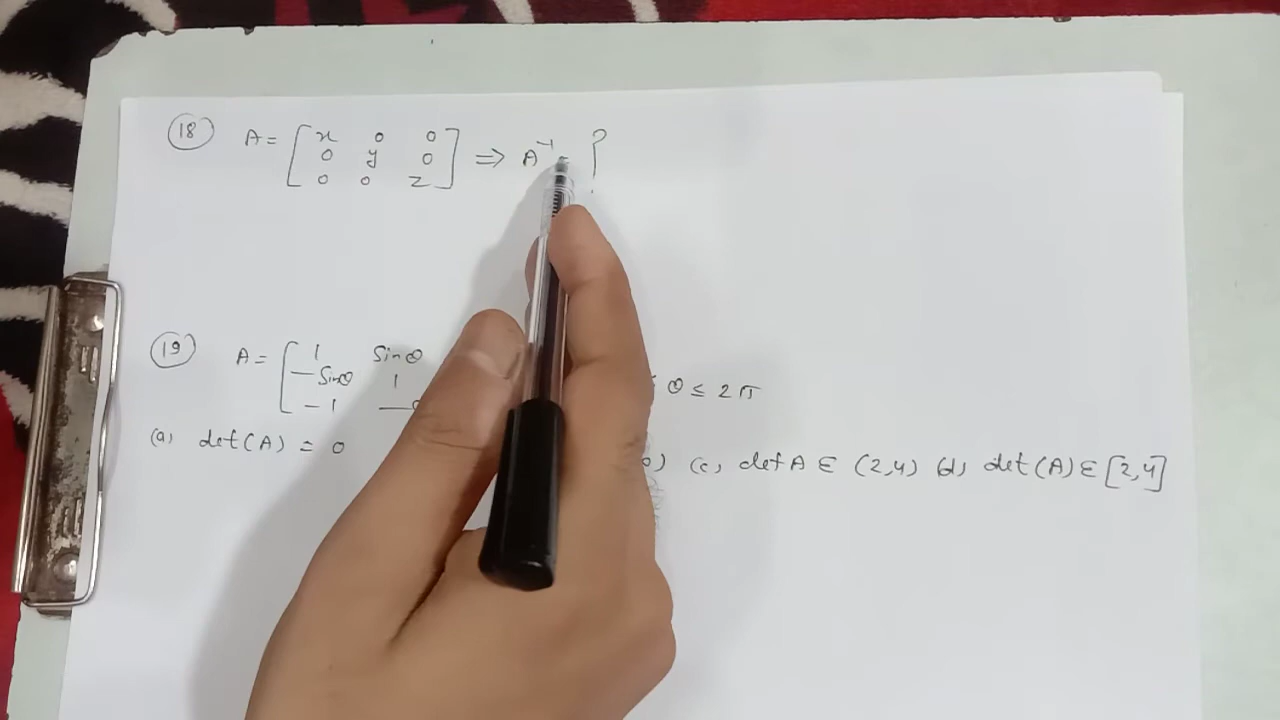 (18) A = [ x 0 0
0 y 0
0 0 z ] ⇒ A⁻¹ = ?
(19) A = [ 1 Sinθ
-Sinθ 1 θ ≤ 2π
-1
(a) det(A) = 0 (c) det A ∈ (2,4) (d) det(A) ∈ [2,4]